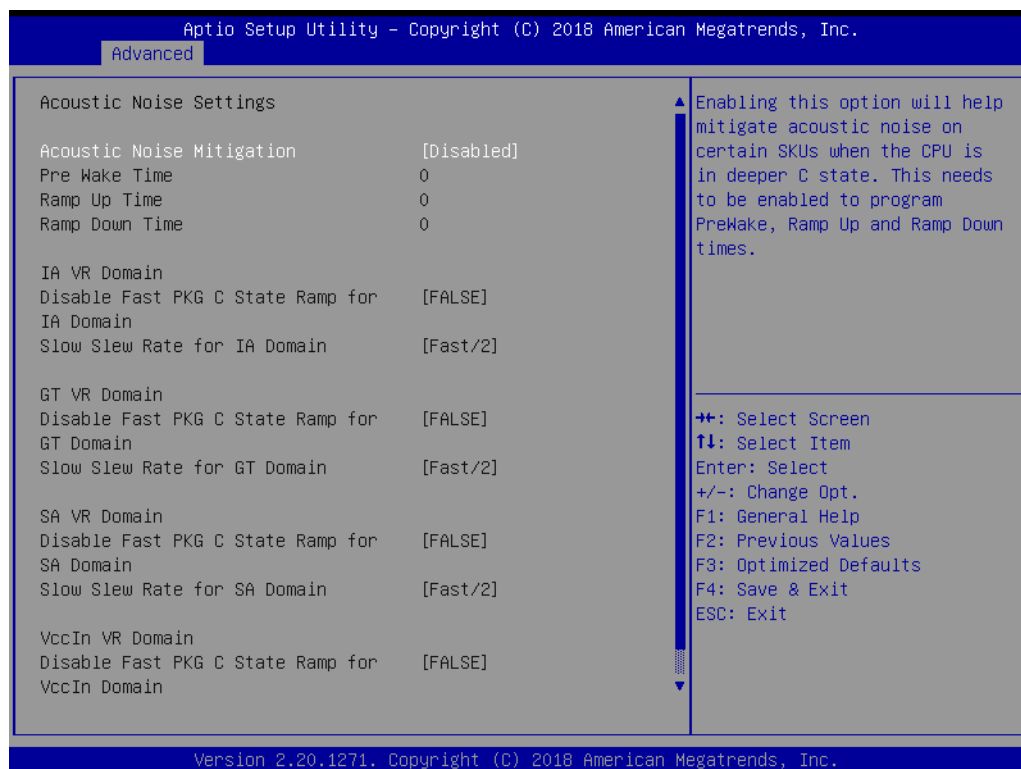 Aptio Setup Utility – Copyright (C) 2018 American Megatrends, Inc.
Advanced
Acoustic Noise Settings
Acoustic Noise Mitigation [Disabled]
Pre Wake Time 0
Ramp Up Time 0
Ramp Down Time 0
IA VR Domain
Disable Fast PKG C State Ramp for [FALSE]
IA Domain
Slow Slew Rate for IA Domain [Fast/2]
GT VR Domain
Disable Fast PKG C State Ramp for [FALSE]
GT Domain
Slow Slew Rate for GT Domain [Fast/2]
SA VR Domain
Disable Fast PKG C State Ramp for [FALSE]
SA Domain
Slow Slew Rate for SA Domain [Fast/2]
VccIn VR Domain
Disable Fast PKG C State Ramp for [FALSE]
VccIn Domain
Enabling this option will help
mitigate acoustic noise on
certain SKUs when the CPU is
in deeper C state. This needs
to be enabled to program
PreWake, Ramp Up and Ramp Down
times.
→←: Select Screen
↑↓: Select Item
Enter: Select
+/-: Change Opt.
F1: General Help
F2: Previous Values
F3: Optimized Defaults
F4: Save & Exit
ESC: Exit
Version 2.20.1271. Copyright (C) 2018 American Megatrends, Inc.